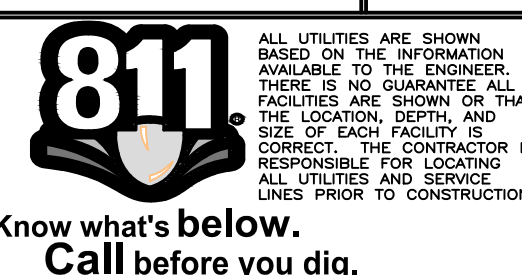 811
ALL UTILITIES ARE SHOWN
BASED ON THE INFORMATION
AVAILABLE TO THE ENGINEER.
THERE IS NO GUARANTEE ALL
FACILITIES ARE SHOWN OR THA
THE LOCATION, DEPTH, AND
SIZE OF EACH FACILITY IS
CORRECT. THE CONTRACTOR I
RESPONSIBLE FOR LOCATING
ALL UTILITIES AND SERVICE
LINES PRIOR TO CONSTRUCTION
Know what's below.
Call before you dig.